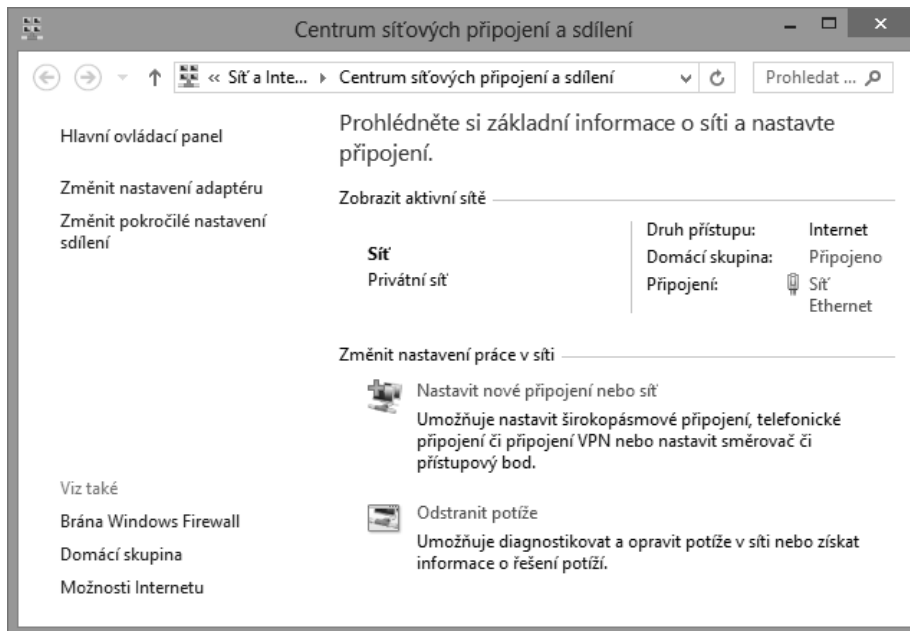 Centrum síťových připojení a sdílení
« Síť a Inte... Centrum síťových připojení a sdílení
Prohledat ...
Hlavní ovládací panel
Změnit nastavení adaptéru
Změnit pokročilé nastavení
sdílení
Viz také
Brána Windows Firewall
Domácí skupina
Možnosti Internetu
Prohlédněte si základní informace o síti a nastavte
připojení.
Zobrazit aktivní sítě
Síť
Privátní síť
Druh přístupu: Internet
Domácí skupina: Připojeno
Připojení: Síť
Ethernet
Změnit nastavení práce v síti
Nastavit nové připojení nebo síť
Umožňuje nastavit širokopásmové připojení, telefonické
připojení či připojení VPN nebo nastavit směrovač či
přístupový bod.
Odstranit potíže
Umožňuje diagnostikovat a opravit potíže v síti nebo získat
informace o řešení potíží.